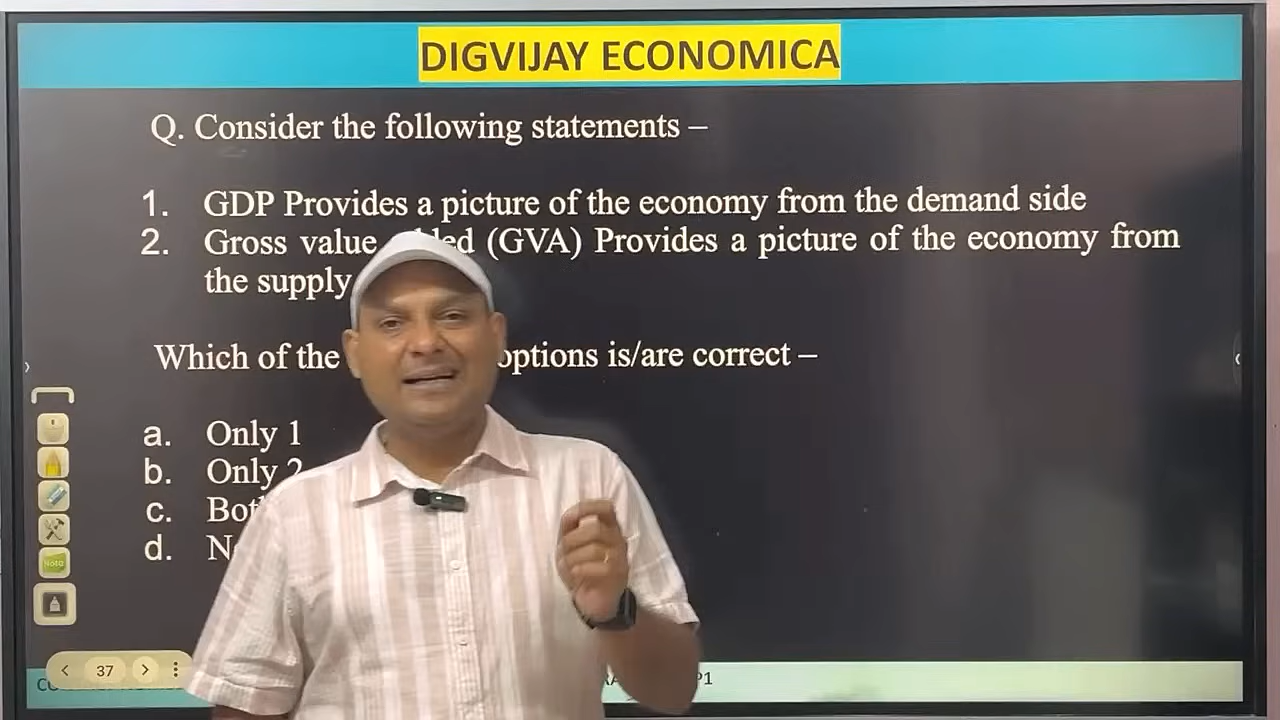 DIGVIJAY ECONOMICA
Q. Consider the following statements –
1. GDP Provides a picture of the economy from the demand side
2. Gross value (GVA) Provides a picture of the economy from
the supply
Which of the options is/are correct –
a. Only 1
b. Only 2
c.
d.
Note
37